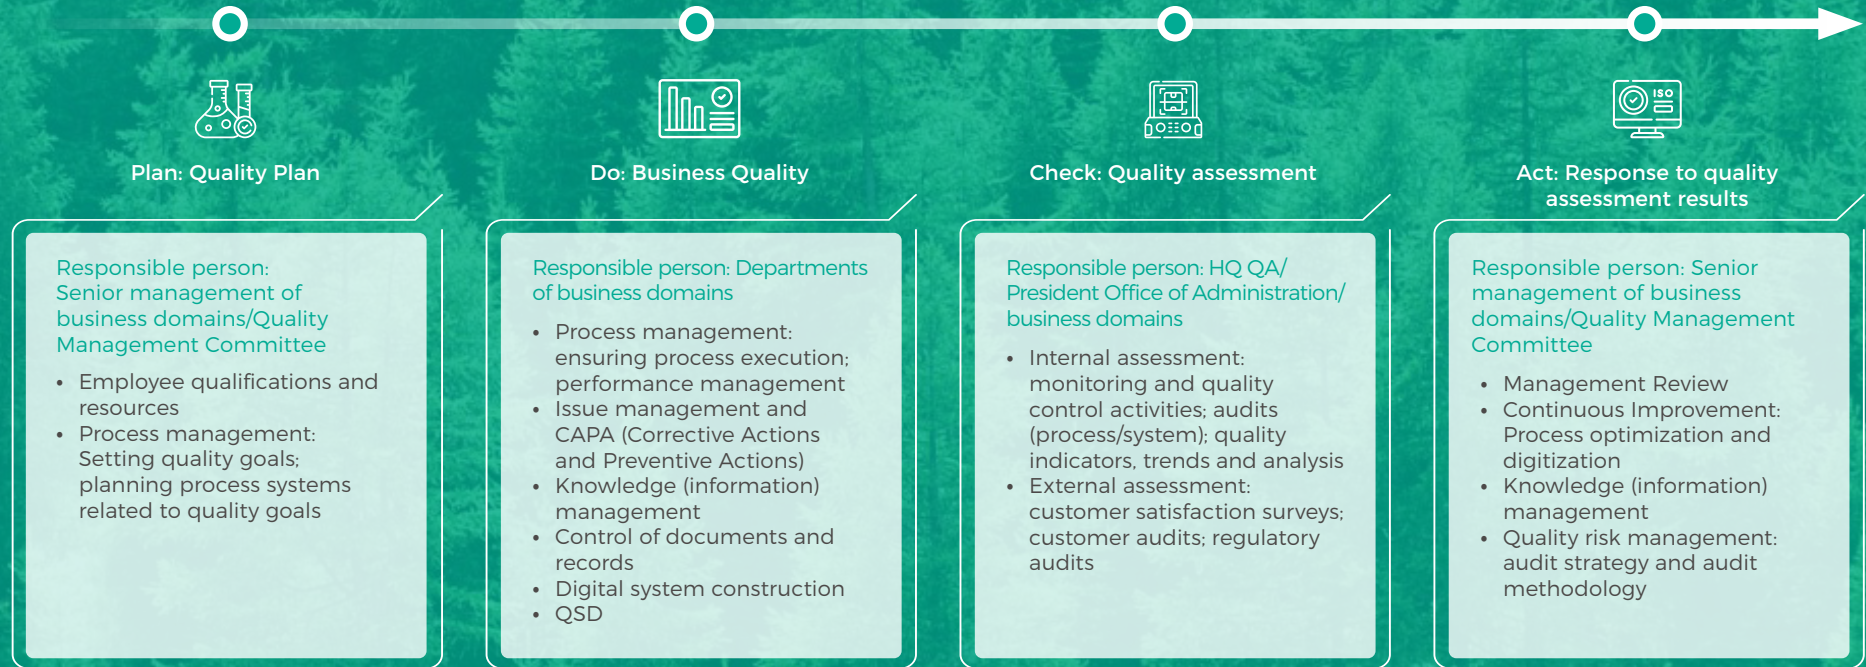 Plan: Quality Plan
Responsible person:
Senior management of
business domains/Quality
Management Committee
• Employee qualifications and
resources
• Process management:
Setting quality goals;
planning process systems
related to quality goals
Do: Business Quality
Responsible person: Departments
of business domains
• Process management:
ensuring process execution;
performance management
• Issue management and
CAPA (Corrective Actions
and Preventive Actions)
• Knowledge (information)
management
• Control of documents and
records
• Digital system construction
• QSD
Check: Quality assessment
Responsible person: HQ QA/
President Office of Administration/
business domains
• Internal assessment:
monitoring and quality
control activities; audits
(process/system); quality
indicators, trends and analysis
• External assessment:
customer satisfaction surveys;
customer audits; regulatory
audits
ISO
Act: Response to quality
assessment results
Responsible person: Senior
management of business
domains/Quality Management
Committee
• Management Review
• Continuous Improvement:
Process optimization and
digitization
• Knowledge (information)
management
• Quality risk management:
audit strategy and audit
methodology